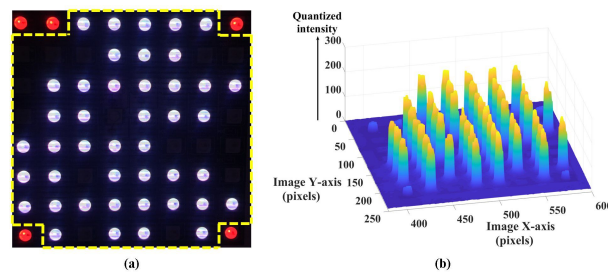 Quantized
intensity
300
200
100
0
0
50
100
150
200
250
400
450
500
550
600
Image Y-axis
(pixels)
Image X-axis
(pixels)
(a)
(b)